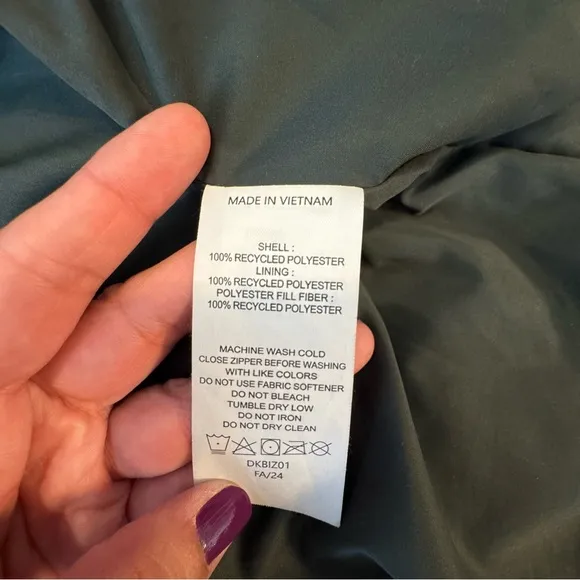 MADE IN VIETNAM
SHELL :
100% RECYCLED POLYESTER
LINING :
100% RECYCLED POLYESTER
POLYESTER FILL FIBER :
100% RECYCLED POLYESTER
MACHINE WASH COLD
CLOSE ZIPPER BEFORE WASHING
WITH LIKE COLORS
DO NOT USE FABRIC SOFTENER
DO NOT BLEACH
TUMBLE DRY LOW
DO NOT IRON
DO NOT DRY CLEAN
DKBIZ01
FA/24